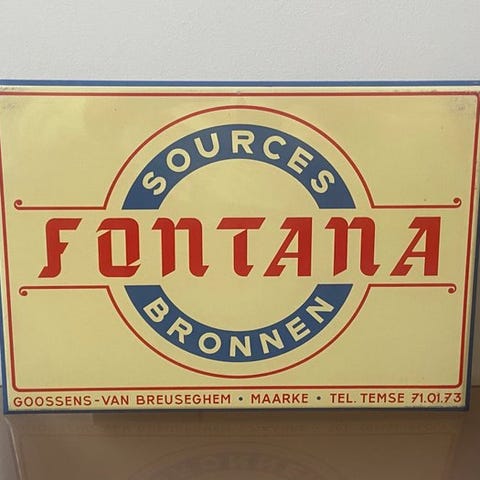 SOURCES
FONTANA
BRONNEN
GOOSSENS-VAN BREUSEGHEM • MAARKE • TEL. TEMSE 71.01.73